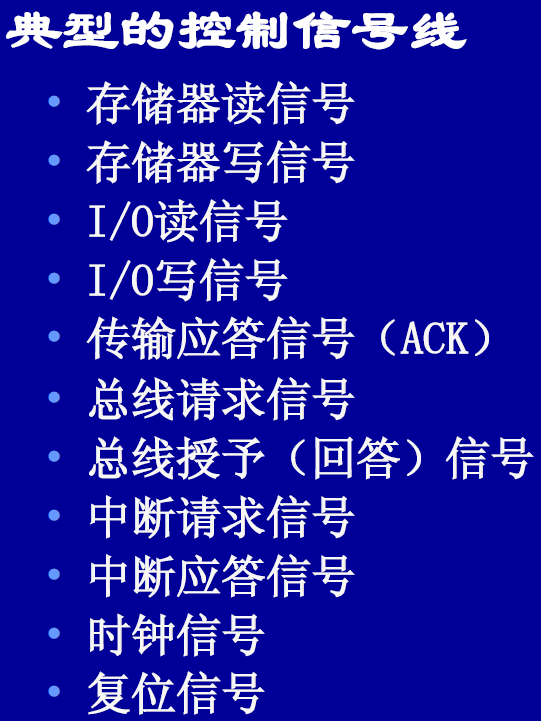 典型的控制信号线
• 存储器读信号
• 存储器写信号
• I/O读信号
• I/O写信号
• 传输应答信号（ACK）
• 总线请求信号
• 总线授予（回答）信号
• 中断请求信号
• 中断应答信号
• 时钟信号
• 复位信号